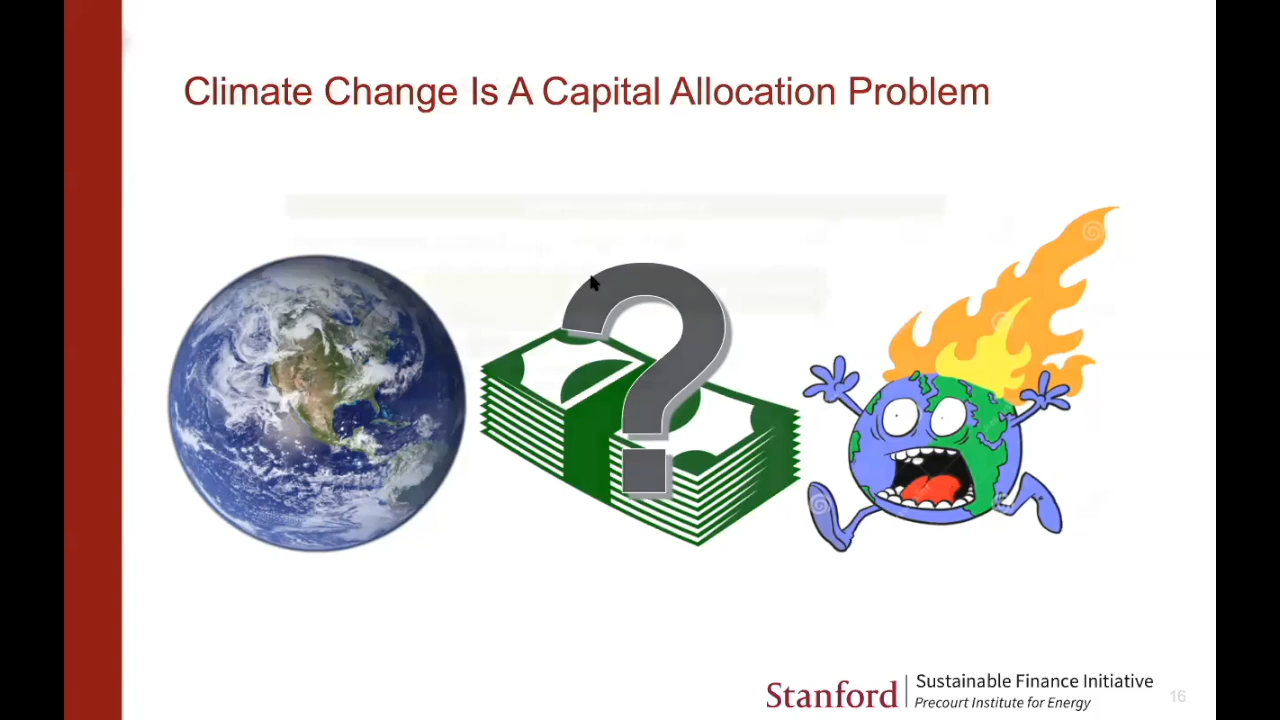 Climate Change Is A Capital Allocation Problem
Stanford
Sustainable Finance Initiative
Precourt Institute for Energy
16